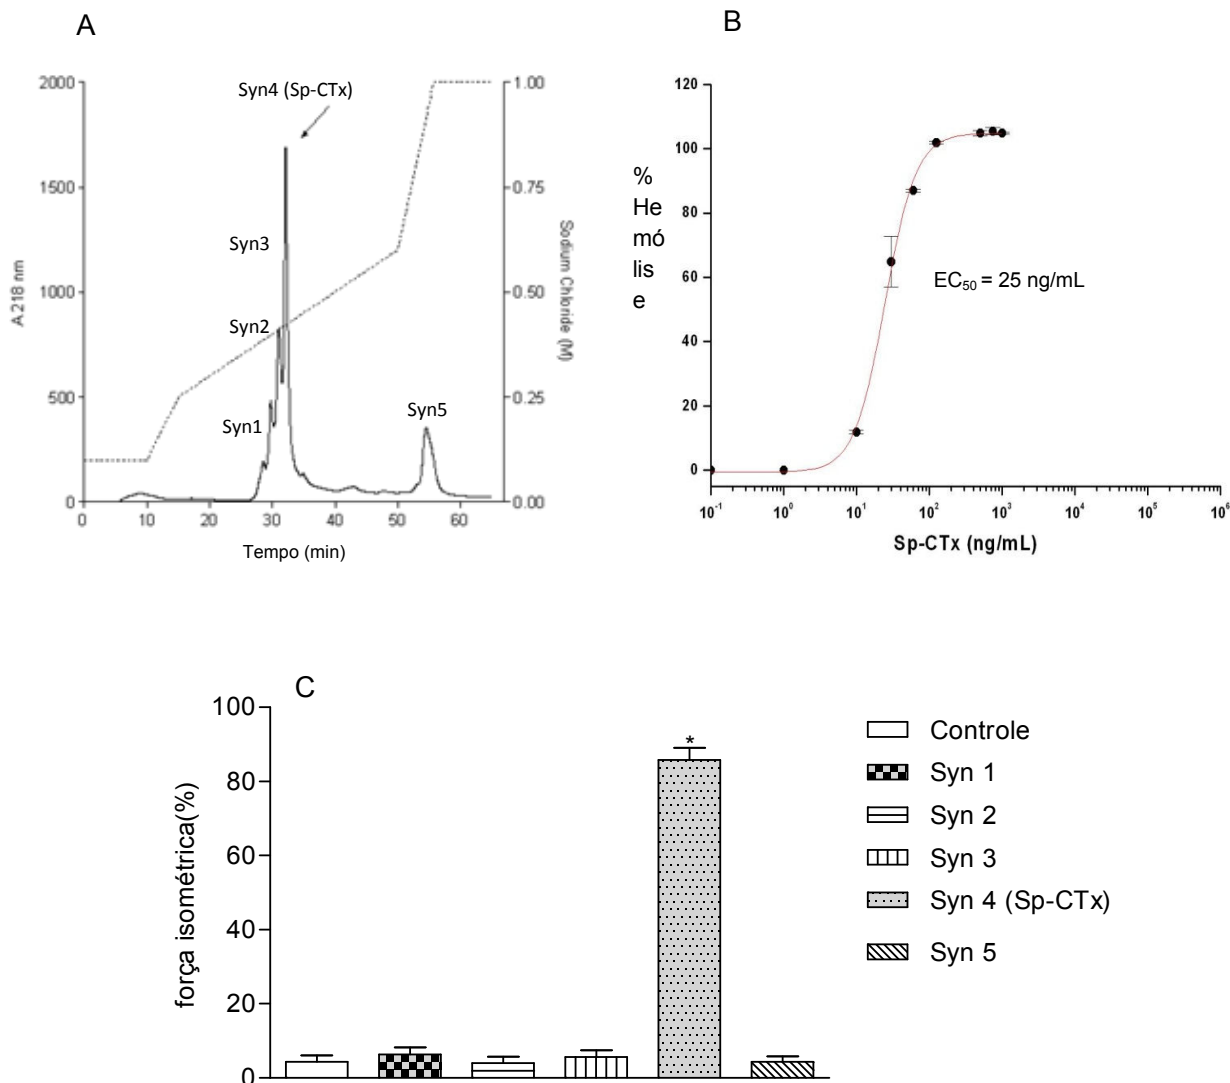 A
2000
1500
1000
500
0
A218 nm
Syn4 (Sp-CTx)
Syn3
Syn2
Syn1
Syn5
1.00
0.75
0.50
0.25
0.00
Sodium Chloride (M)
0 10 20 30 40 50 60
Tempo (min)
B
120
100
80
60
40
20
0
%
He
mó
lis
e
EC50 = 25 ng/mL
10-1 100 101 102 103 104 105 106
Sp-CTx (ng/mL)
C
100
80
60
40
20
0
força isométrica(%)
*
Controle
Syn 1
Syn 2
Syn 3
Syn 4 (Sp-CTx)
Syn 5